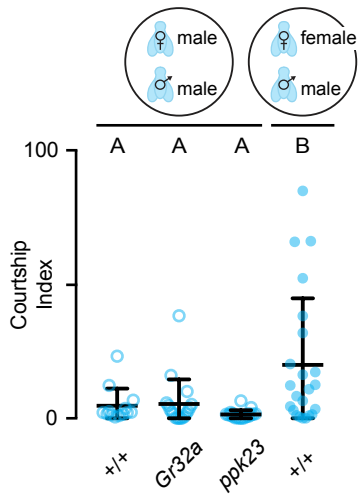 ♀ male
♂ male
♀ female
♂ male
A A A B
100
0
Courtship
Index
+/+ Gr32a ppk23 +/+